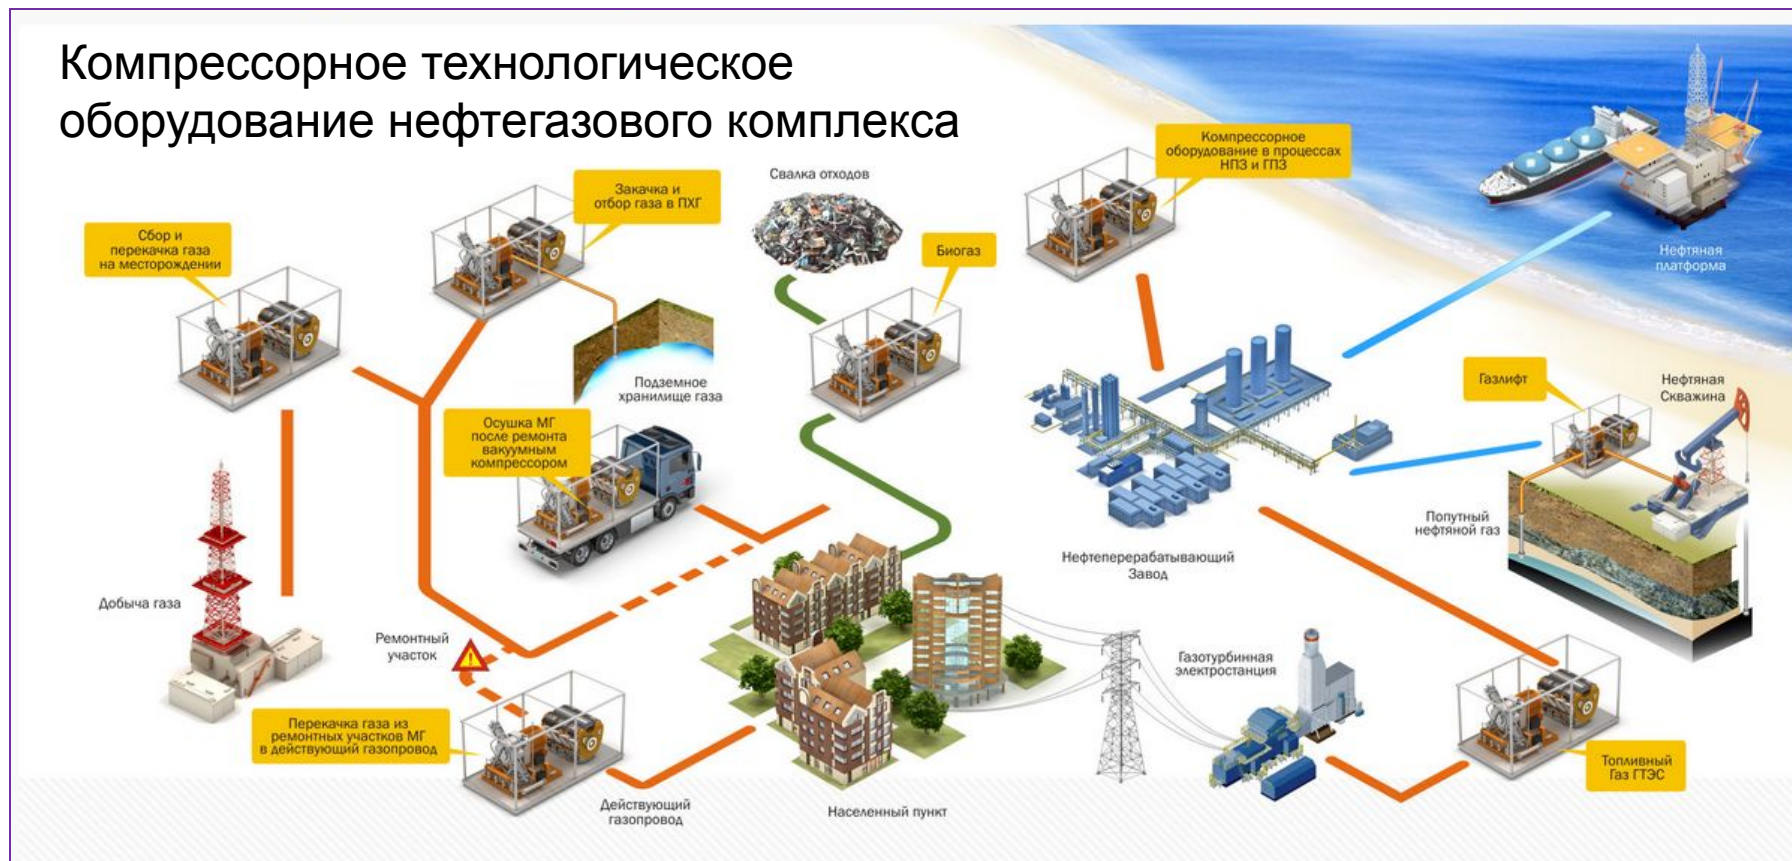 Компрессорное технологическое
оборудование нефтегазового комплекса
Компрессорное
оборудование в процессах
НПЗ и ГПЗ
Свалка отходов
Закачка и
отбор газа в ПХГ
Сбор и
перекачка газа
на месторождении
Биогаз
Нефтяная
платформа
Подземное
хранилище газа
Газлифт
Нефтяная
Скважина
Осушка МГ
после ремонта
вакуумным
компрессором
Попутный
нефтяной газ
Нефтеперерабатывающий
Завод
Добыча газа
Ремонтный
участок
Газотурбинная
электростанция
Перекачка газа из
ремонтных участков МГ
в действующий газопровод
Топливный
Газ ГТЭС
Действующий
газопровод
Населенный пункт